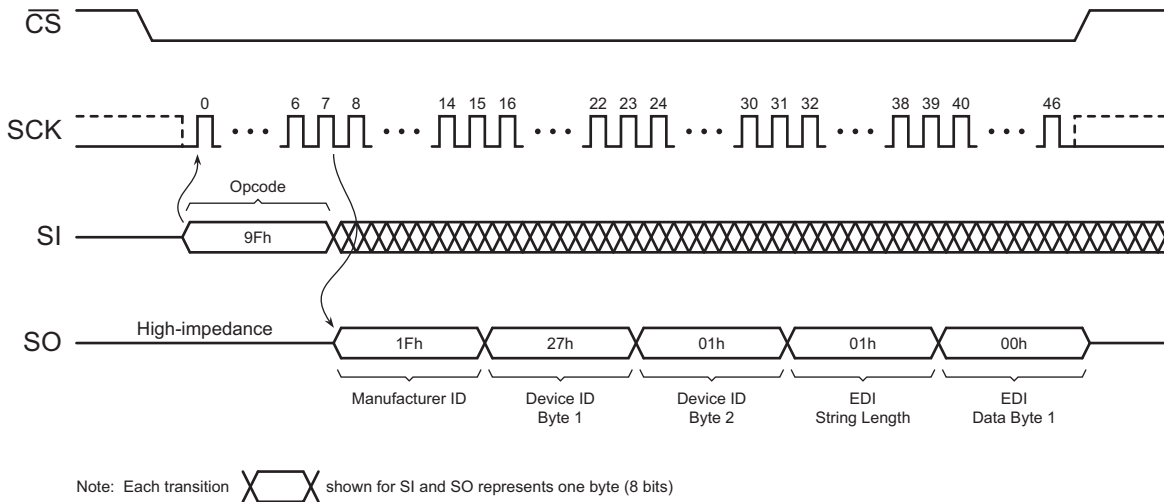 CS
0 6 7 8 14 15 16 22 23 24 30 31 32 38 39 40 46
SCK
Opcode
SI 9Fh
High-impedance
SO 1Fh 27h 01h 01h 00h
Manufacturer ID Device ID Device ID EDI EDI
Byte 1 Byte 2 String Length Data Byte 1
Note: Each transition shown for SI and SO represents one byte (8 bits)